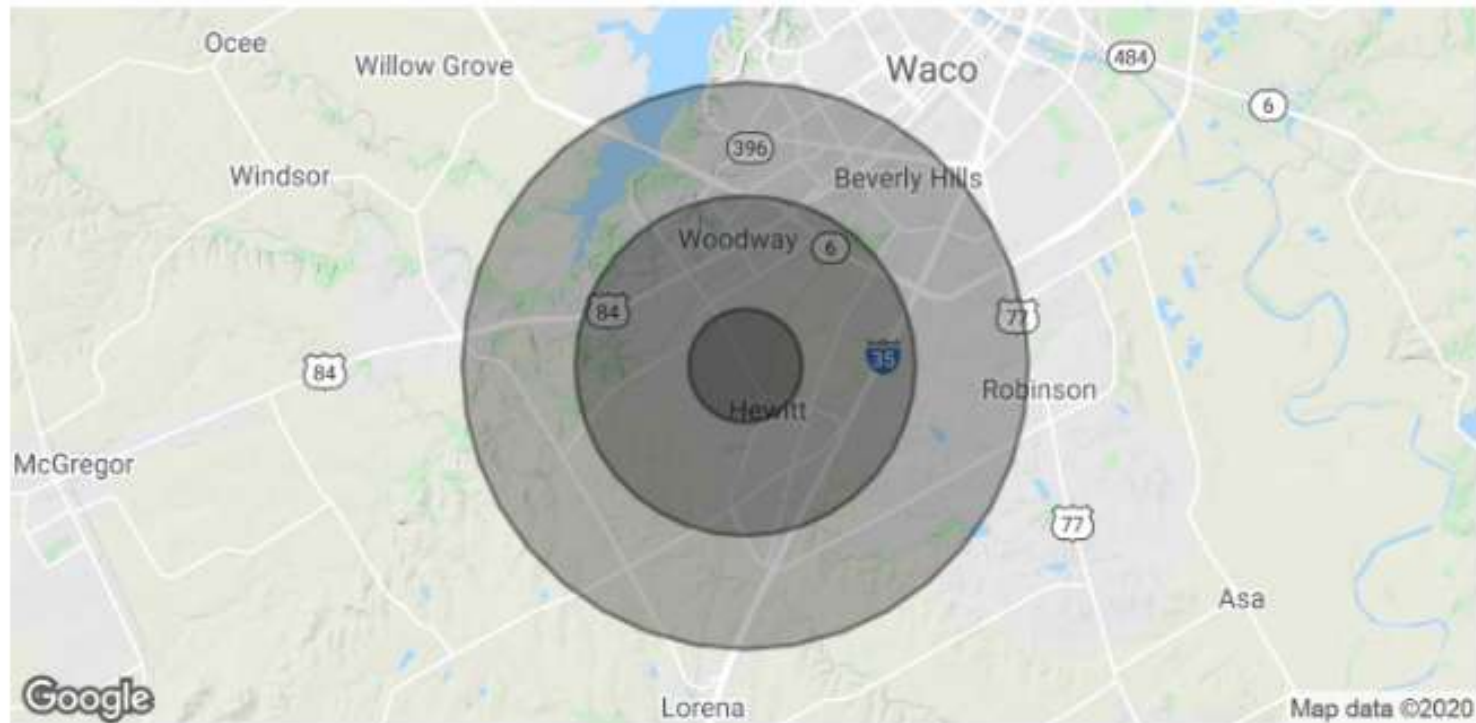 Ocee
Willow Grove
Waco
484
6
396
Windsor
Beverly Hills
Woodway
6
84
77
35
84
Hewitt
Robinson
McGregor
77
Asa
Lorena
Google
Map data ©2020